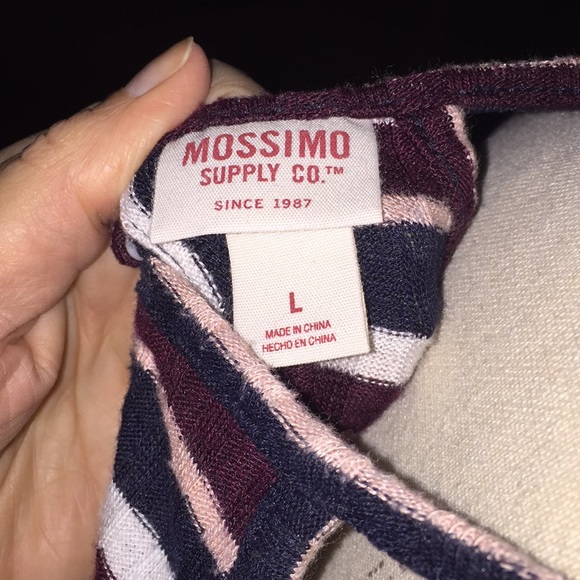 MOSSIMO
SUPPLY CO.™
SINCE 1987
L
MADE IN CHINA
HECHO EN CHINA